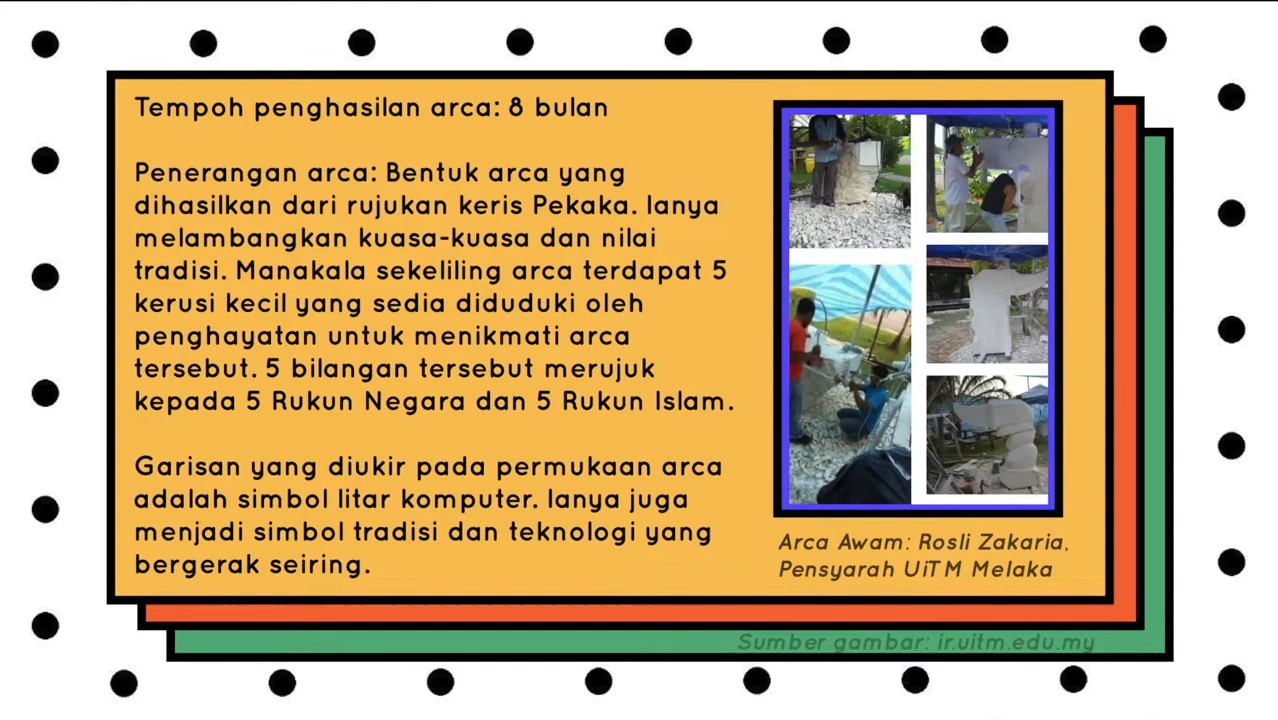 Tempoh penghasilan arca: 8 bulan
Penerangan arca: Bentuk arca yang
dihasilkan dari rujukan keris Pekaka. Ianya
melambangkan kuasa-kuasa dan nilai
tradisi. Manakala sekeliling arca terdapat 5
kerusi kecil yang sedia diduduki oleh
penghayatan untuk menikmati arca
tersebut. 5 bilangan tersebut merujuk
kepada 5 Rukun Negara dan 5 Rukun Islam.
Garisan yang diukir pada permukaan arca
adalah simbol litar komputer. Ianya juga
menjadi simbol tradisi dan teknologi yang
bergerak seiring.
Arca Awam: Rosli Zakaria,
Pensyarah UiTM Melaka
Sumber gambar: ir.uitm.edu.my